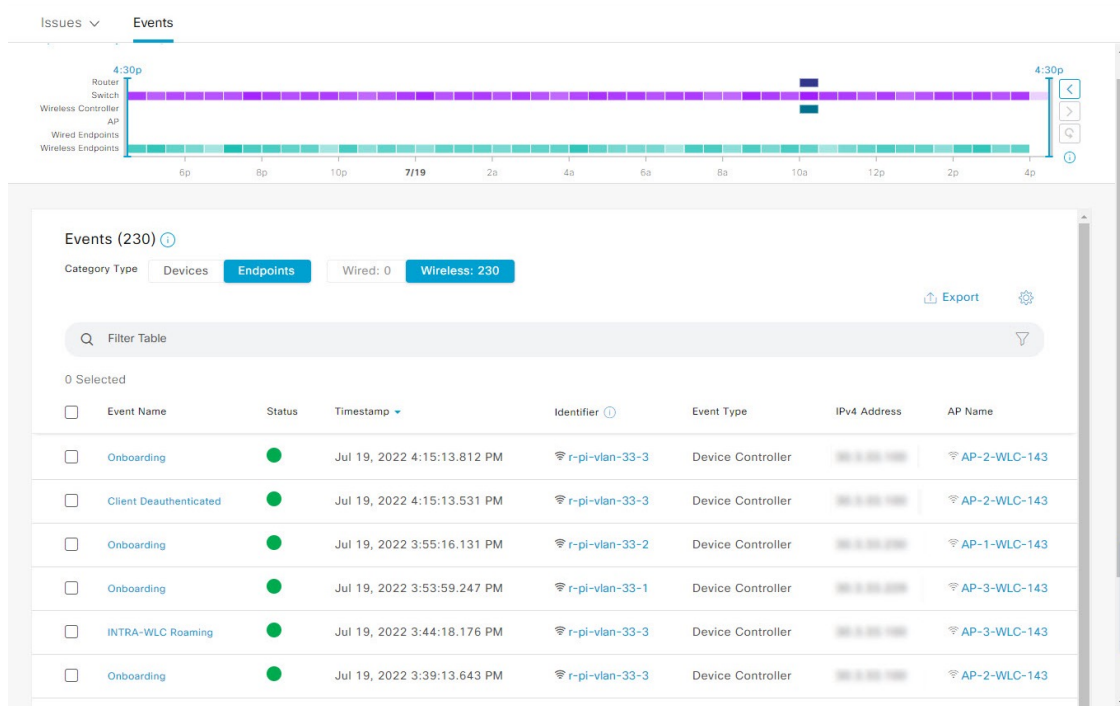 Issues Events
4:30p 4:30p
Router
Switch
Wireless Controller
AP
Wired Endpoints
Wireless Endpoints
6p 8p 10p 7/19 2a 4a 6a 8a 10a 12p 2p 4p
Events (230)
Category Type Devices Endpoints Wired: 0 Wireless: 230
Export
Filter Table
0 Selected
Event Name Status Timestamp Identifier Event Type IPv4 Address AP Name
Onboarding Jul 19, 2022 4:15:13.812 PM r-pi-vlan-33-3 Device Controller AP-2-WLC-143
Client Deauthenticated Jul 19, 2022 4:15:13.531 PM r-pi-vlan-33-3 Device Controller AP-2-WLC-143
Onboarding Jul 19, 2022 3:55:16.131 PM r-pi-vlan-33-2 Device Controller AP-1-WLC-143
Onboarding Jul 19, 2022 3:53:59.247 PM r-pi-vlan-33-1 Device Controller AP-3-WLC-143
INTRA-WLC Roaming Jul 19, 2022 3:44:18.176 PM r-pi-vlan-33-3 Device Controller AP-3-WLC-143
Onboarding Jul 19, 2022 3:39:13.643 PM r-pi-vlan-33-3 Device Controller AP-2-WLC-143